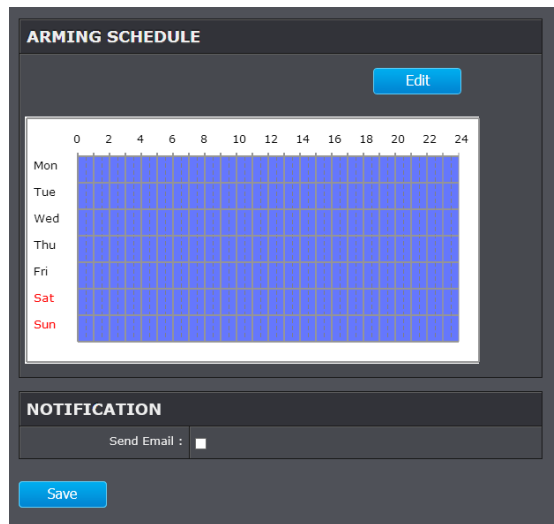 ARMING SCHEDULE
Edit
0 2 4 6 8 10 12 14 16 18 20 22 24
Mon
Tue
Wed
Thu
Fri
Sat
Sun
NOTIFICATION
Send Email :
Save